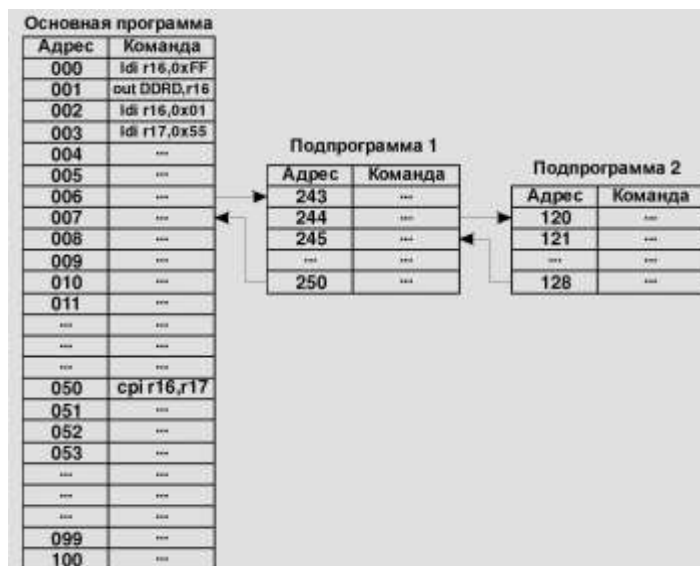 Основная программа
Адрес Команда
000 ldi r16,0xFF
001 out DDRD,r16
002 ldi r16,0x01
003 ldi r17,0x55
004 ...
005 ...
006 ...
007 ...
008 ...
009 ...
010 ...
011 ...
... ...
... ...
... ...
050 cpi r16,r17
051 ...
052 ...
053 ...
... ...
... ...
... ...
099 ...
100 ...
Подпрограмма 1
Адрес Команда
243 ...
244 ...
245 ...
... ...
250 ...
Подпрограмма 2
Адрес Команда
120 ...
121 ...
... ...
128 ...